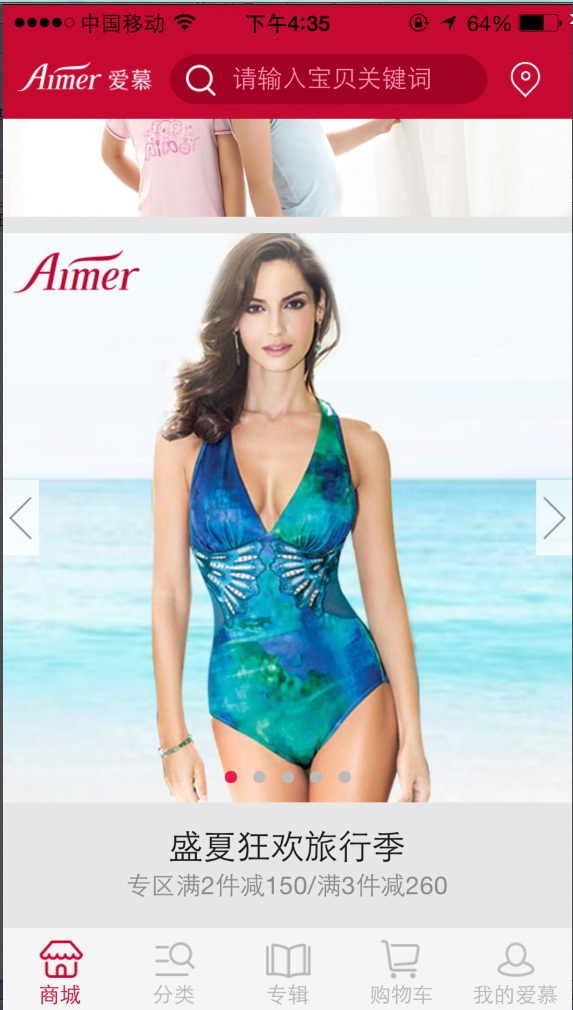 中国移动 下午4:35 64%
Aimer 爱慕 请输入宝贝关键词
Aimer
盛夏狂欢旅行季
专区满2件减150/满3件减260
商城 分类 专辑 购物车 我的爱慕